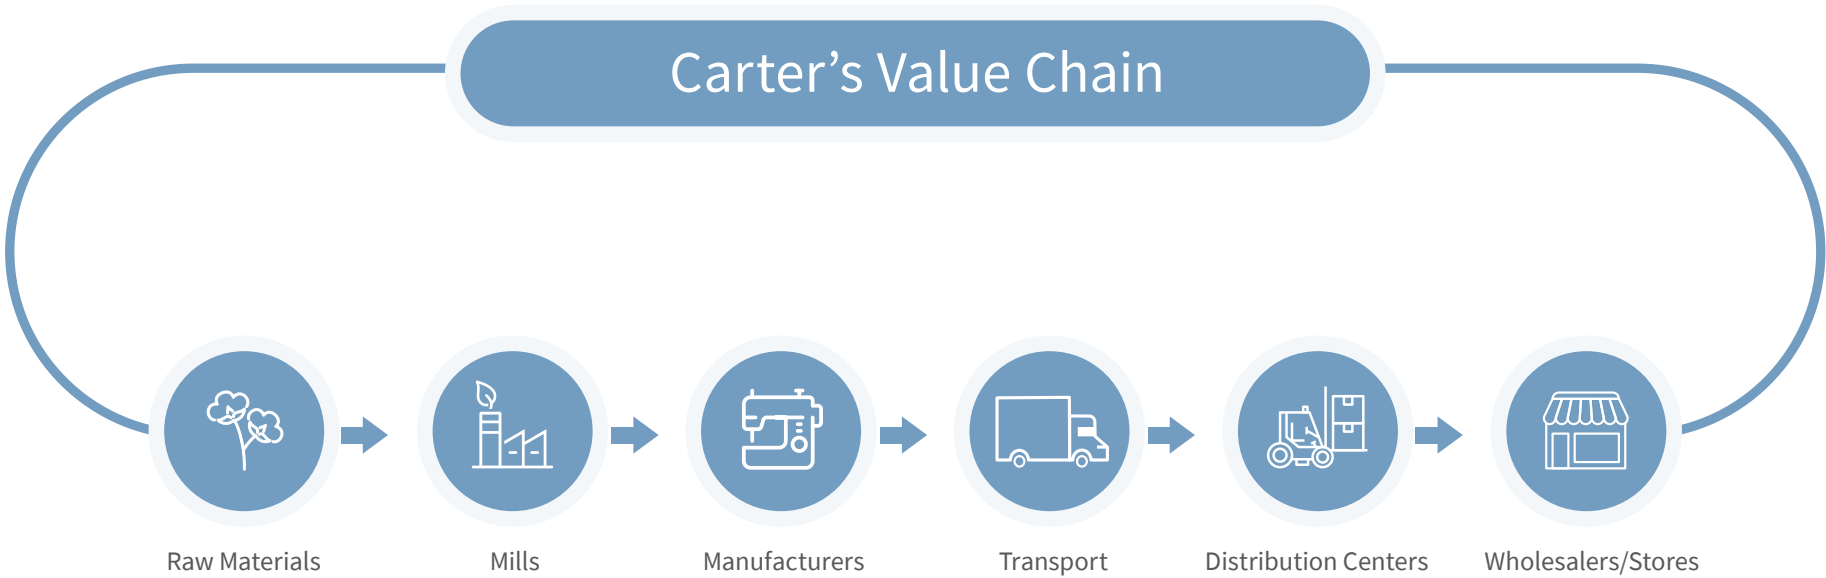 Carter’s Value Chain
Raw Materials
Mills
Manufacturers
Transport
Distribution Centers
Wholesalers/Stores